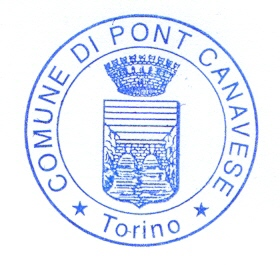 COMUNE DI PONT CANAVESE
★ Torino ★